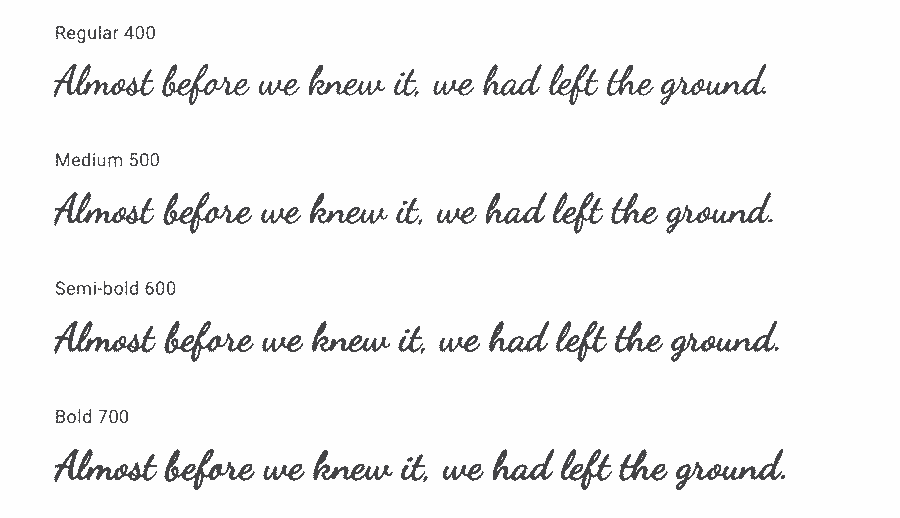 Regular 400
Almost before we knew it, we had left the ground.
Medium 500
Almost before we knew it, we had left the ground.
Semi-bold 600
Almost before we knew it, we had left the ground.
Bold 700
Almost before we knew it, we had left the ground.